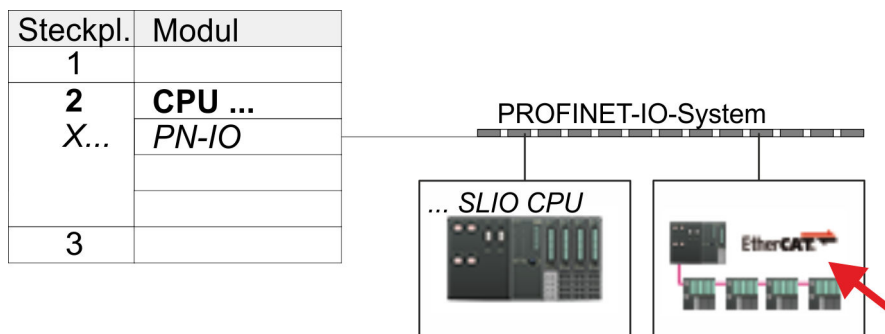 Steckpl. Modul
1
2 CPU ...
X... PN-IO
3
PROFINET-IO-System
... SLIO CPU
EtherCAT